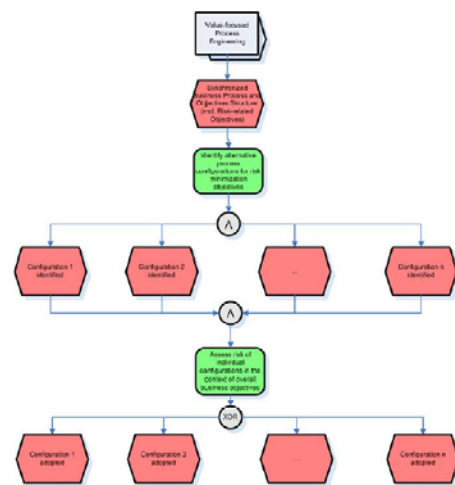 Value-focused
Process
Engineering
Synchronized
Business Process and
Objectives Structure
(incl. Risk-related
Objectives)
Identify alternative
process
configurations for risk
minimization
objectives
Λ
Configuration 1
identified
Configuration 2
identified
...
Configuration n
identified
Λ
Assess risk of
individual
configurations in the
context of overall
business objectives
XOR
Configuration 1
adopted
Configuration 2
adopted
...
Configuration n
adopted